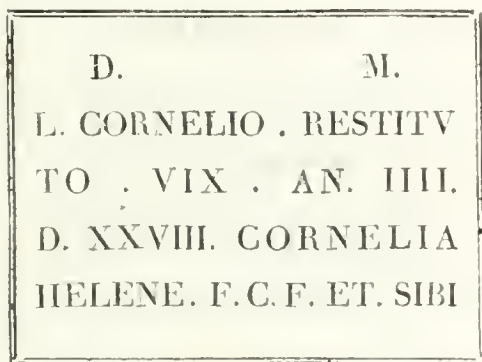 D. M.
L. CORNELIO . RESTITV
TO . VIX . AN. IIII.
D. XXVIII. CORNELIA
HELENE. F. C. F. ET. SIBI